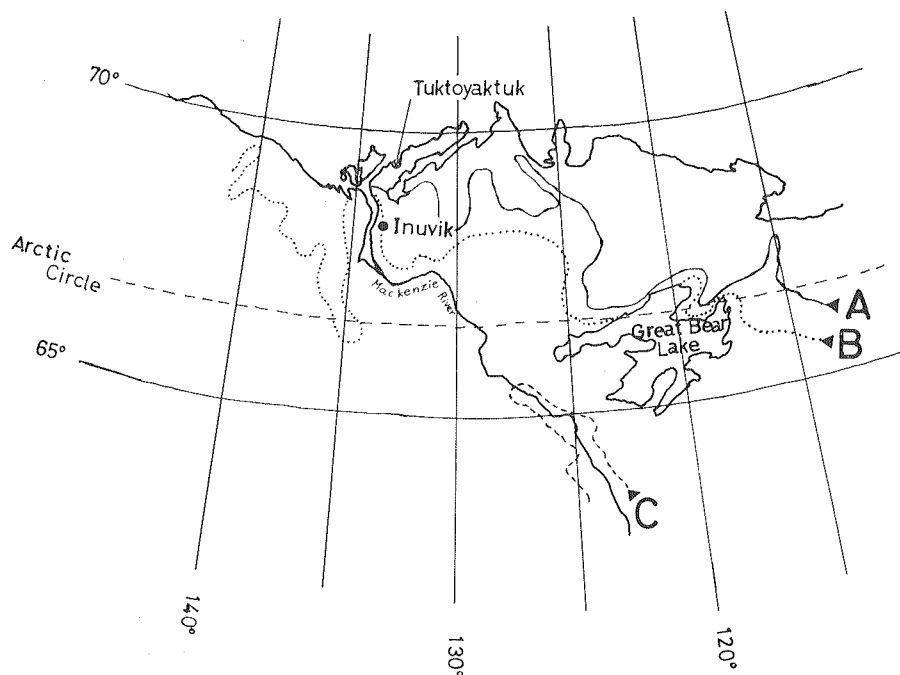 70°
Tuktoyaktuk
Inuvik
Arctic
Circle
Mackenzie
River
A
Great Bear
Lake
B
65°
C
140°
130°
120°